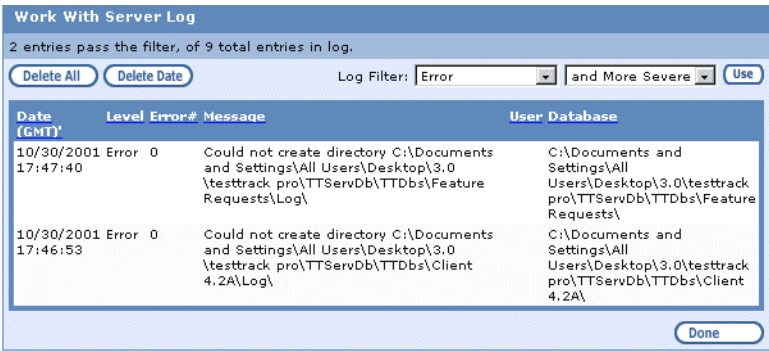 Work With Server Log
2 entries pass the filter, of 9 total entries in log.
Delete All Delete Date Log Filter: Error and More Severe Use
Date (GMT)' Level Error# Message User Database
10/30/2001 Error 0 Could not create directory C:\Documents C:\Documents and
17:47:40 and Settings\All Users\Desktop\3.0 Settings\All
\testtrack pro\TTServDb\TTDbs\Feature Users\Desktop\3.0\testtrack
Requests\Log\ pro\TTServDb\TTDbs\Feature
Requests\
10/30/2001 Error 0 Could not create directory C:\Documents C:\Documents and
17:46:53 and Settings\All Users\Desktop\3.0 Settings\All
\testtrack pro\TTServDb\TTDbs\Client Users\Desktop\3.0\testtrack
4.2A\Log\ pro\TTServDb\TTDbs\Client
4.2A\
Done